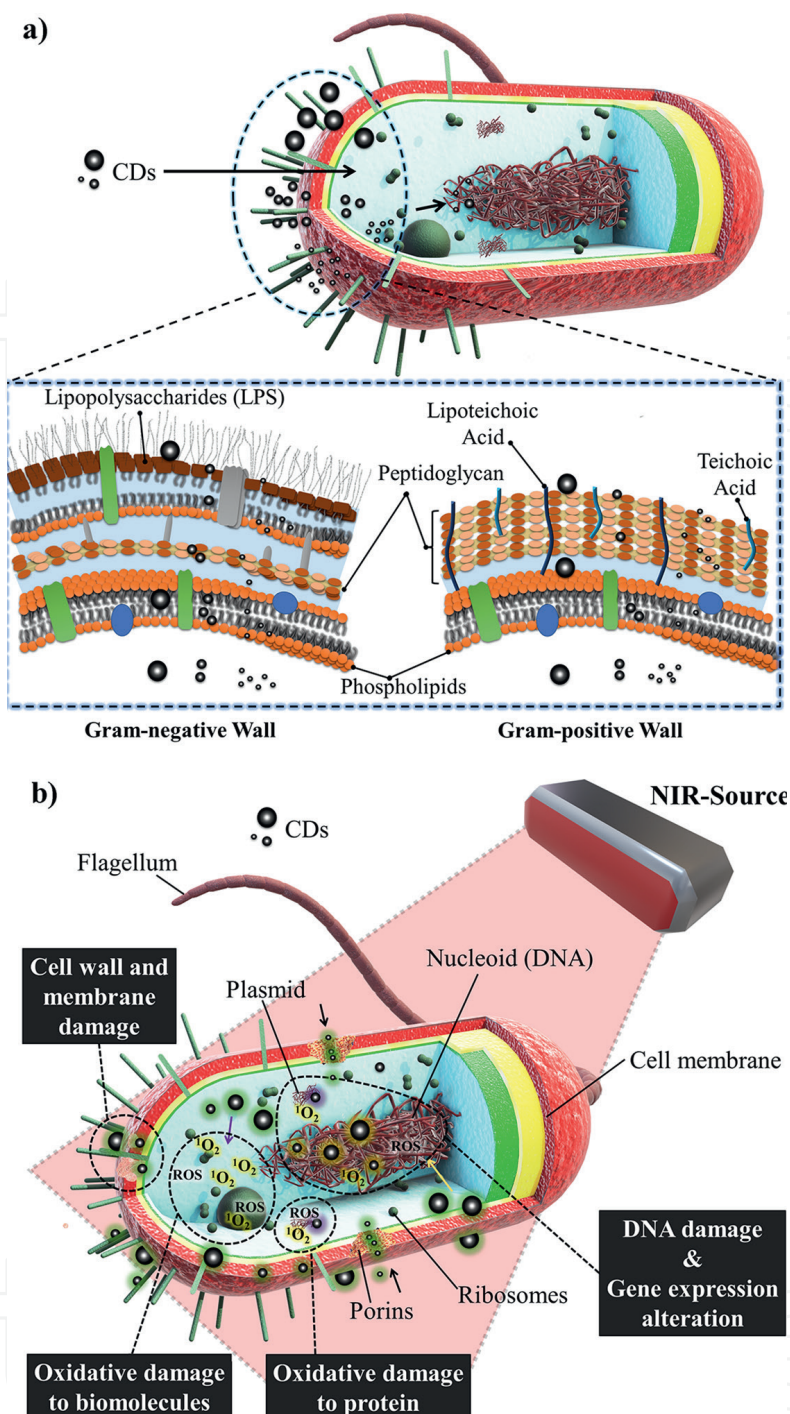 a)
CDs
Lipopolysaccharides (LPS)
Lipoteichoic
Acid
Peptidoglycan
Teichoic
Acid
Phospholipids
Gram-negative Wall
Gram-positive Wall
b)
NIR-Source
CDs
Flagellum
Nucleoid (DNA)
Cell wall and
membrane
damage
Plasmid
Cell membrane
¹O₂
¹O₂
ROS
¹O₂
ROS
¹O₂
¹O₂
ROS
¹O₂
ROS
¹O₂
DNA damage
&
Gene expression
alteration
Porins
Ribosomes
Oxidative damage
to biomolecules
Oxidative damage
to protein